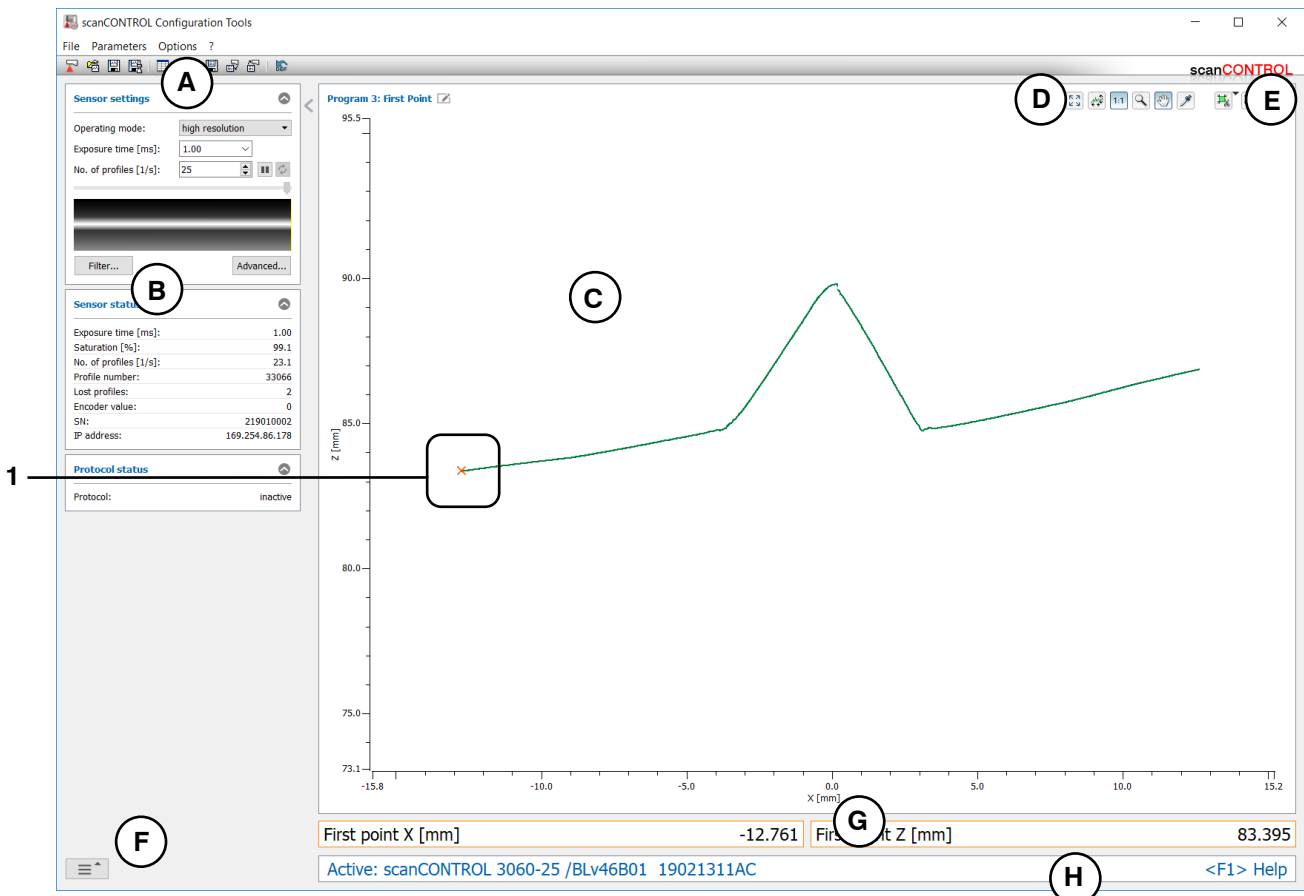 scanCONTROL Configuration Tools
File Parameters Options ?
scanCONTROL
A
Sensor settings
Operating mode: high resolution
Exposure time [ms]: 1.00
No. of profiles [1/s]: 25
Filter... Advanced...
B
Sensor status
Exposure time [ms]: 1.00
Saturation [%]: 99.1
No. of profiles [1/s]: 23.1
Profile number: 33066
Lost profiles: 2
Encoder value: 0
SN: 219010002
IP address: 169.254.86.178
Protocol status
Protocol: inactive
1
F
Program 3: First Point
D
1:1
E
C
95.5
90.0
85.0
80.0
75.0
73.1
Z [mm]
-15.8 -10.0 -5.0 0.0 5.0 10.0 15.2
X [mm]
G
First point X [mm] -12.761
First point Z [mm] 83.395
Active: scanCONTROL 3060-25 /BLv46B01 19021311AC
H
<F1> Help